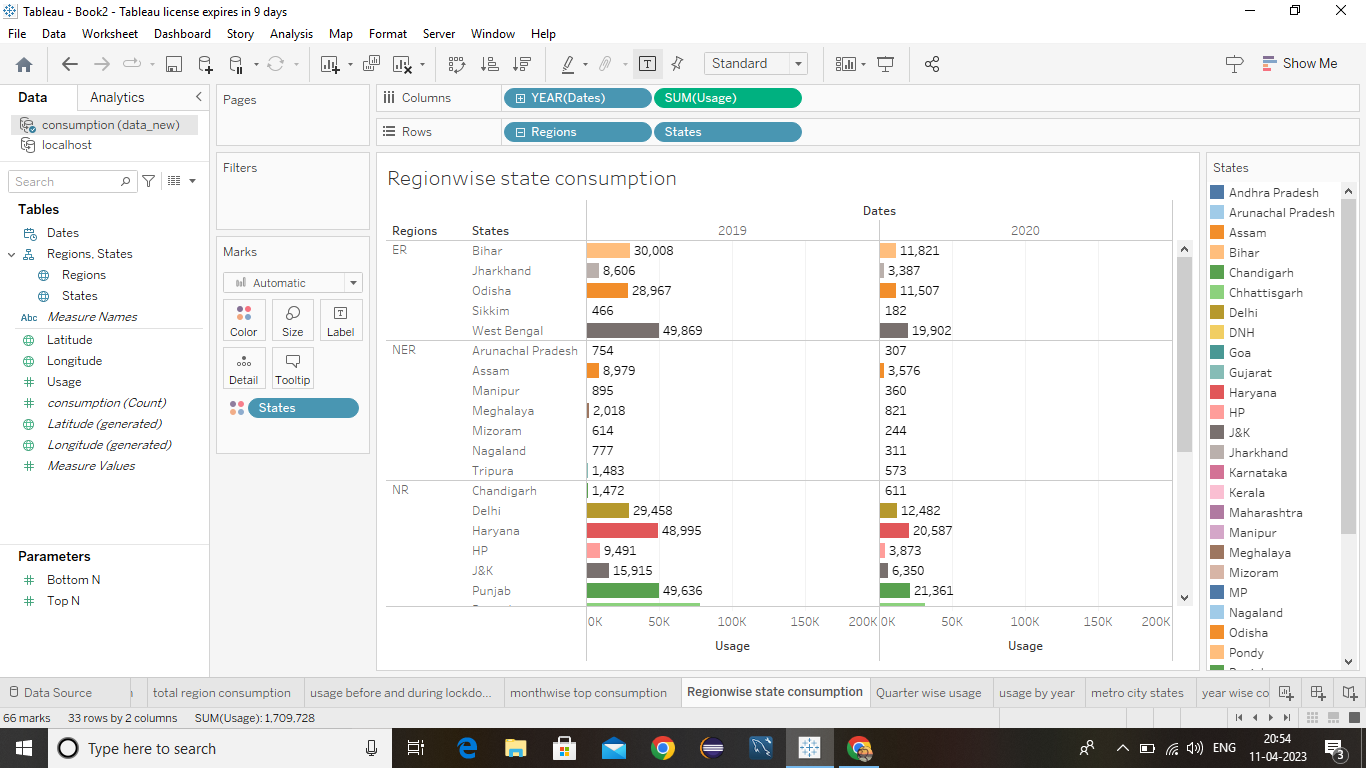 Tableau - Book2 - Tableau license expires in 9 days
File Data Worksheet Dashboard Story Analysis Map Format Server Window Help
Standard
Show Me
Data Analytics
consumption (data_new)
localhost
Search
Tables
Dates
Regions, States
Regions
States
Abc Measure Names
Latitude
Longitude
Usage
consumption (Count)
Latitude (generated)
Longitude (generated)
Measure Values
Parameters
Bottom N
Top N
Pages
Filters
Marks
Automatic
Color Size Label
Detail Tooltip
States
Columns YEAR(Dates) SUM(Usage)
Rows Regions States
Regionwise state consumption
Dates
Regions States 2019 2020
ER Bihar 30,008 11,821
Jharkhand 8,606 3,387
Odisha 28,967 11,507
Sikkim 466 182
West Bengal 49,869 19,902
NER Arunachal Pradesh 754 307
Assam 8,979 3,576
Manipur 895 360
Meghalaya 2,018 821
Mizoram 614 244
Nagaland 777 311
Tripura 1,483 573
NR Chandigarh 1,472 611
Delhi 29,458 12,482
Haryana 48,995 20,587
HP 9,491 3,873
J&K 15,915 6,350
Punjab 49,636 21,361
0K 50K 100K 150K 200K 0K 50K 100K 150K 200K
Usage Usage
States
Andhra Pradesh
Arunachal Pradesh
Assam
Bihar
Chandigarh
Chhattisgarh
Delhi
DNH
Goa
Gujarat
Haryana
HP
J&K
Jharkhand
Karnataka
Kerala
Maharashtra
Manipur
Meghalaya
Mizoram
MP
Nagaland
Odisha
Pondy
Data Source total region consumption usage before and during lockdo... monthwise top consumption Regionwise state consumption Quarter wise usage usage by year metro city states year wise co
66 marks 33 rows by 2 columns SUM(Usage): 1,709,728
Type here to search
ENG
20:54
11-04-2023
3